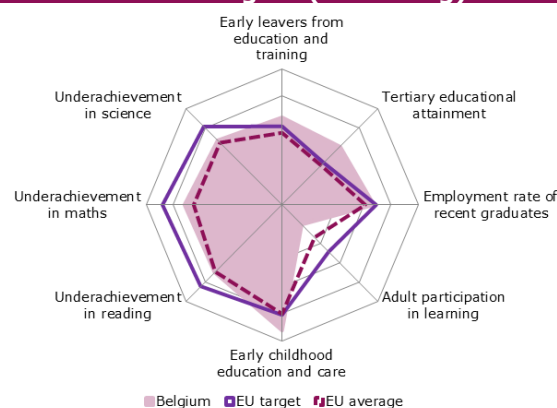 Early leavers from
education and
training
Underachievement
in science
Tertiary educational
attainment
Underachievement
in maths
Employment rate of
recent graduates
Underachievement
in reading
Adult participation
in learning
Early childhood
education and care
Belgium EU target EU average